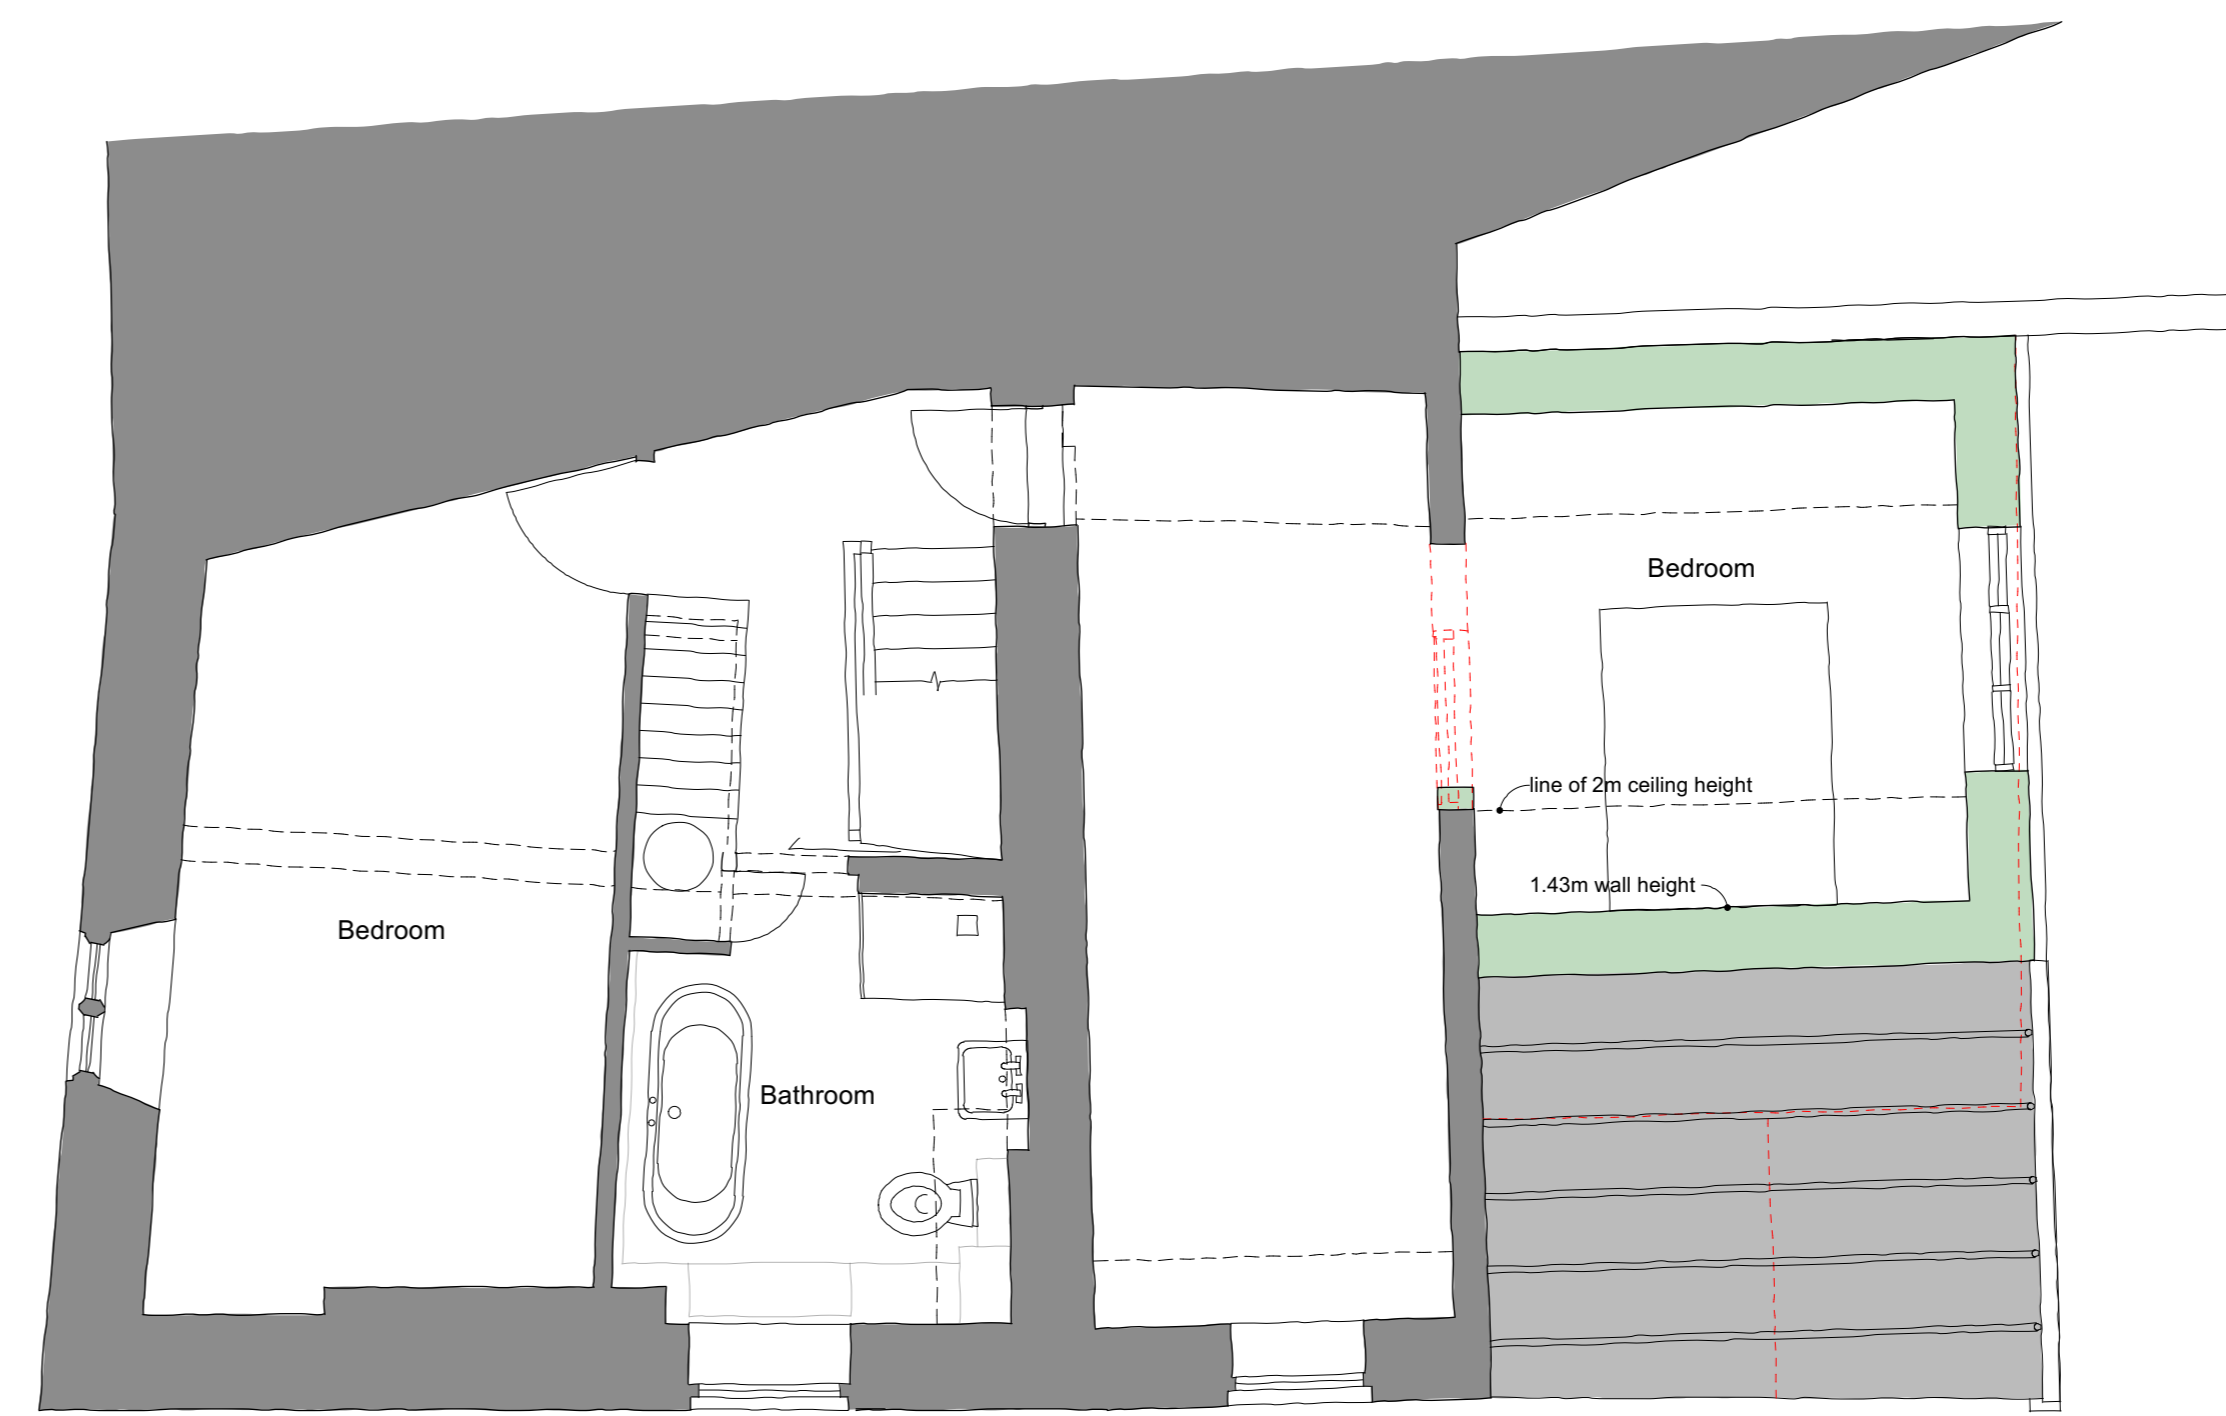 Bedroom
line of 2m ceiling height
1.43m wall height
Bedroom
Bathroom